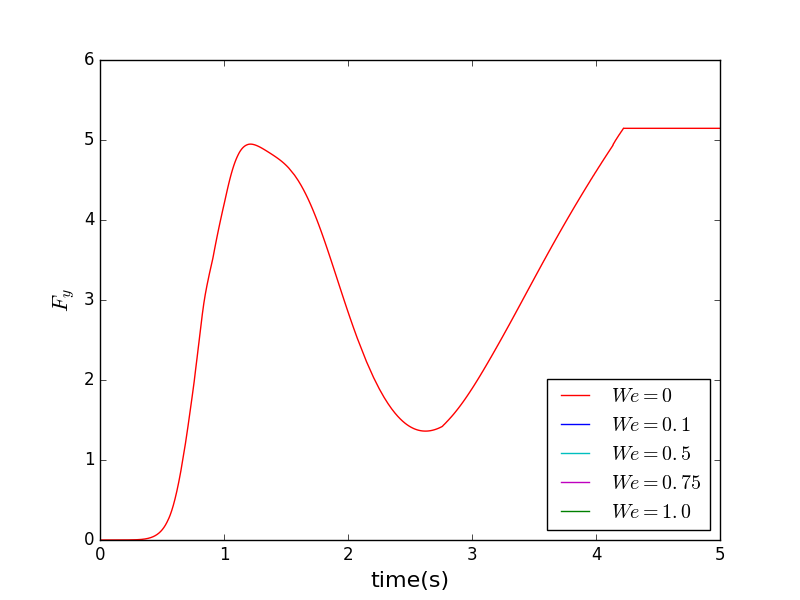 6
5
4
3
2
1
0
F_y
0 1 2 3 4 5
time(s)
We = 0
We = 0.1
We = 0.5
We = 0.75
We = 1.0